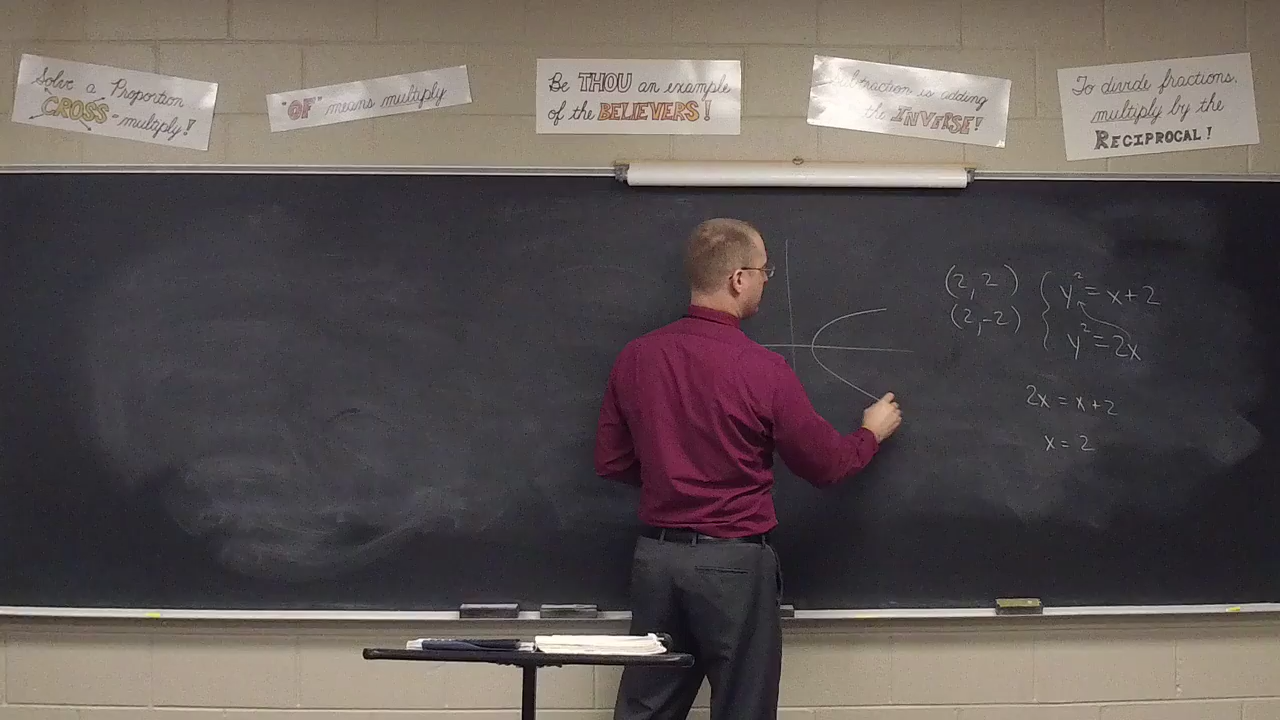 Solve a Proportion
CROSS-multiply!
"OF" means multiply
Be THOU an example
of the BELIEVERS!
Subtraction is adding
the INVERSE!
To divide fractions,
multiply by the
RECIPROCAL!
(2, 2)
(2, -2)
y² = x + 2
y² = 2x
2x = x + 2
x = 2